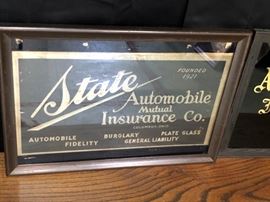 State
FOUNDED
1921
Automobile
Mutual
Insurance Co.
COLUMBUS, OHIO
AUTOMOBILE BURGLARY PLATE GLASS
FIDELITY GENERAL LIABILITY
A